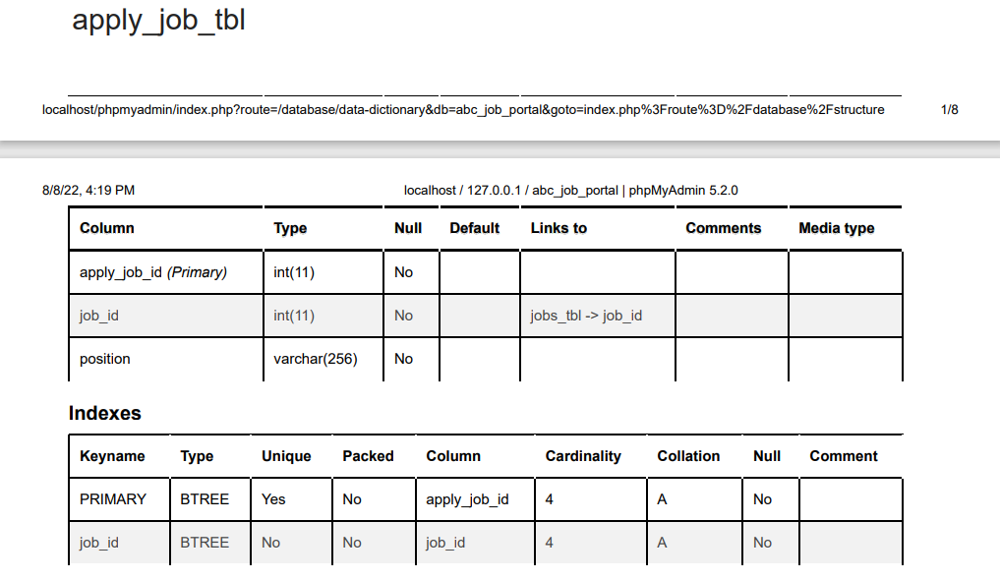 apply_job_tbl
localhost/phpmyadmin/index.php?route=/database/data-dictionary&db=abc_job_portal&goto=index.php%3Froute%3D%2Fdatabase%2Fstructure 1/8
8/8/22, 4:19 PM localhost / 127.0.0.1 / abc_job_portal | phpMyAdmin 5.2.0
Column Type Null Default Links to Comments Media type
apply_job_id (Primary) int(11) No
job_id int(11) No jobs_tbl -> job_id
position varchar(256) No
Indexes
Keyname Type Unique Packed Column Cardinality Collation Null Comment
PRIMARY BTREE Yes No apply_job_id 4 A No
job_id BTREE No No job_id 4 A No